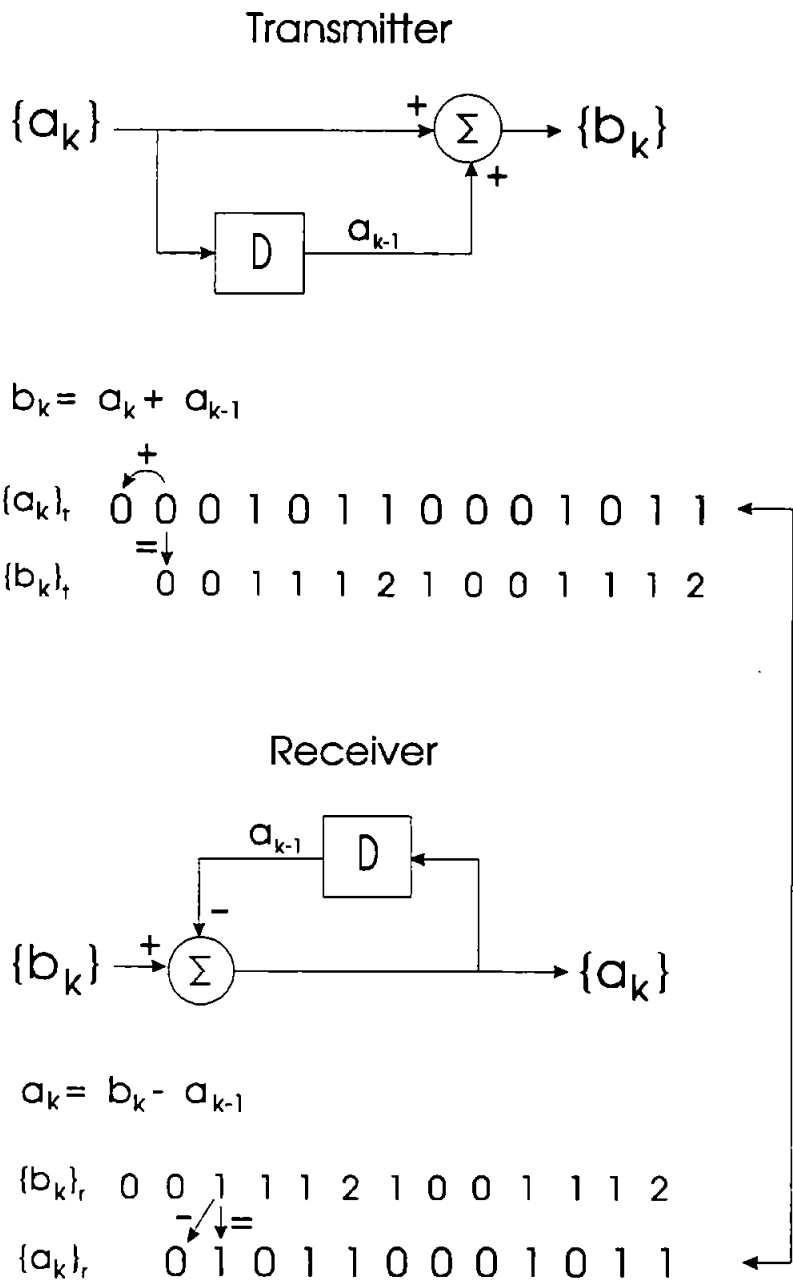 Transmitter
{a_k} + Σ {b_k}
+
D a_{k-1}
b_k = a_k + a_{k-1}
+
{a_k}_t 0 0 0 1 0 1 1 0 0 0 1 0 1 1
=
{b_k}_t 0 0 1 1 1 2 1 0 0 1 1 1 2
Receiver
a_{k-1} D
-
{b_k} + Σ {a_k}
a_k = b_k - a_{k-1}
{b_k}_r 0 0 1 1 1 2 1 0 0 1 1 1 2
- =
{a_k}_r 0 1 0 1 1 0 0 0 1 0 1 1